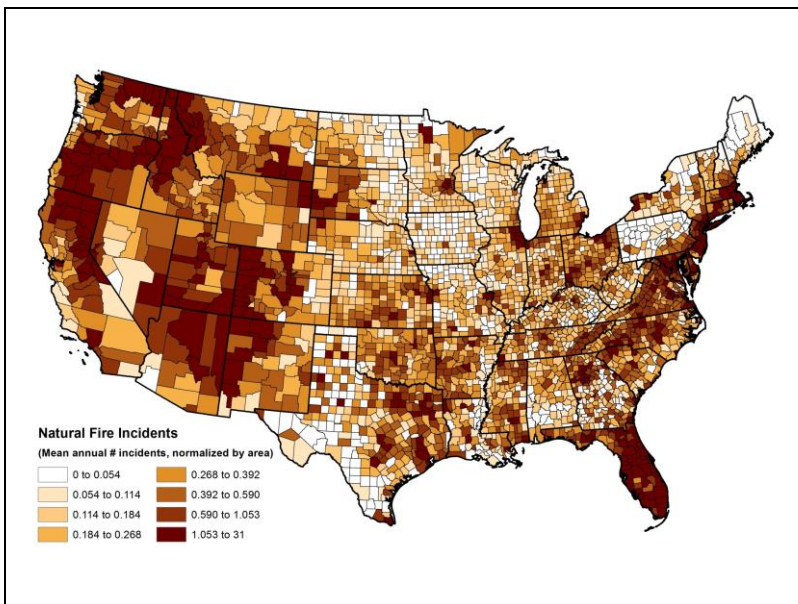 Natural Fire Incidents
(Mean annual # incidents, normalized by area)
0 to 0.054
0.054 to 0.114
0.114 to 0.184
0.184 to 0.268
0.268 to 0.392
0.392 to 0.590
0.590 to 1.053
1.053 to 31